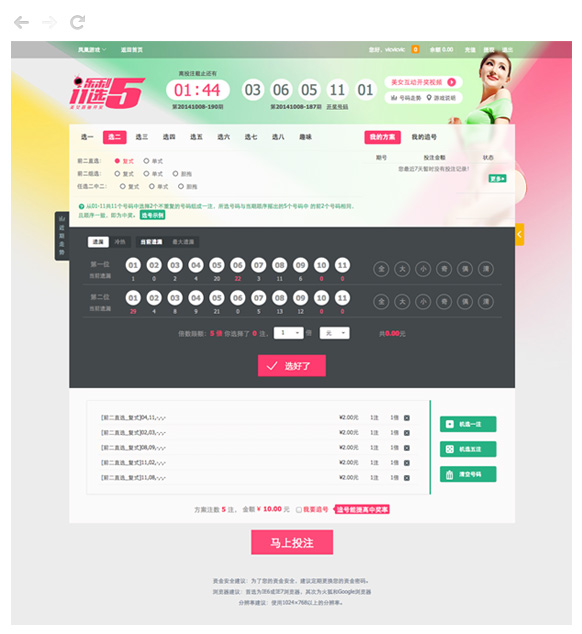 凤凰游戏 返回首页
您好， vicvicvic 0 余额 0.00 充值 提现 退出
11选5
离投注截止还有
01:44 03 06 05 11 01
第20141008-190期 第20141008-187期 开奖号码
美女互动开奖视频
号码走势 游戏说明
选一 选二 选三 选四 选五 选六 选七 选八 趣味 我的方案 我的追号
期号 投注金额 状态
您最近7天暂时没有投注记录！
更多▸
前二直选： 复式 单式
前二组选： 复式 单式 胆拖
任选二中二： 复式 单式 胆拖
从01-11共11个号码中选择2个不重复的号码组成一注，所选号码与当期顺序摇出的5个号码中的前2个号码相同，
且顺序一致，即为中奖。 选号示例
近期走势
遗漏 冷热 当前遗漏 最大遗漏
第一位 01 02 03 04 05 06 07 08 09 10 11 全 大 小 奇 偶 清
当前遗漏 1 0 2 4 20 22 3 11 6 0 0
第二位 01 02 03 04 05 06 07 08 09 10 11 全 大 小 奇 偶 清
当前遗漏 29 4 8 9 21 0 5 13 12 0 0
5 倍 你选择了 0 注， 1 倍 元 共0.00元
选好了
[前二直选_复式]04,11,-,-,- ¥2.00元 1注 1倍
[前二直选_复式]02,03,-,-,- ¥2.00元 1注 1倍
[前二直选_复式]08,09,-,-,- ¥2.00元 1注 1倍
[前二直选_复式]11,02,-,-,- ¥2.00元 1注 1倍
[前二直选_复式]11,08,-,-,- ¥2.00元 1注 1倍
机选一注
机选五注
清空号码
方案注数 5 注， 金额 ¥ 10.00 元 我要追号 追号能提高中奖率
马上投注
资金安全建议：为了您的资金安全，建议定期更换您的资金密码。
浏览器建议：首选为IE6或IE7浏览器，其次为火狐和Google浏览器
分辨率建议：使用1024×768以上的分辨率。